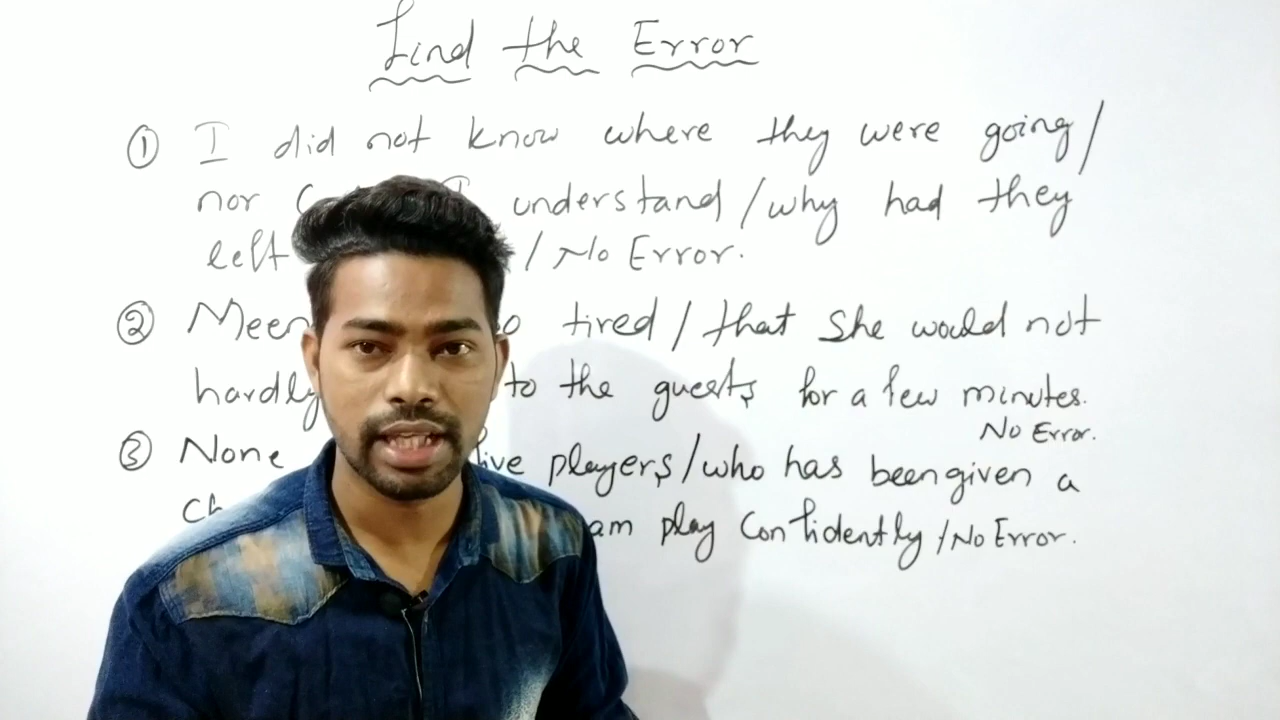 Find the Error
① I did not know where they were going/
nor understand/why had they
left / No Error.
② tired/that She would not
hardly to the guests for a few minutes.
No Error.
③ None players/who has been given a
play Confidently/No Error.